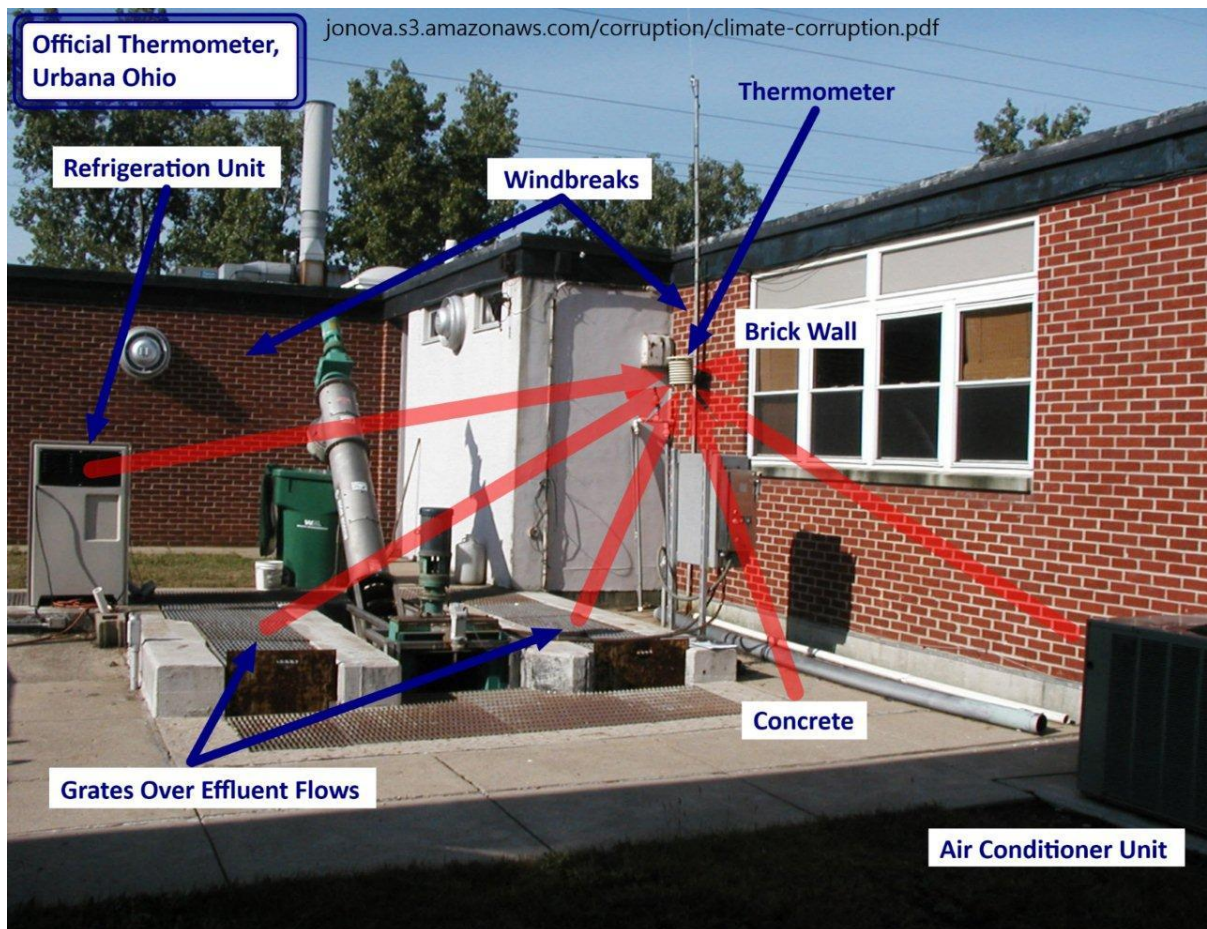 jonova.s3.amazonaws.com/corruption/climate-corruption.pdf
Official Thermometer,
Urbana Ohio
Thermometer
Refrigeration Unit
Windbreaks
Brick Wall
Concrete
Grates Over Effluent Flows
Air Conditioner Unit